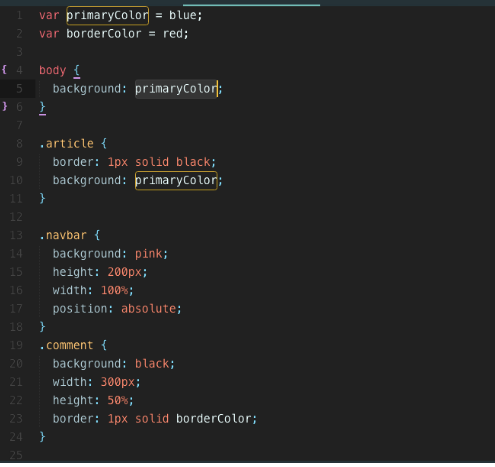 1 var primaryColor = blue;
2 var borderColor = red;
3
{ 4 body {
5 background: primaryColor;
} 6 }
7
8 .article {
9 border: 1px solid black;
10 background: primaryColor;
11 }
12
13 .navbar {
14 background: pink;
15 height: 200px;
16 width: 100%;
17 position: absolute;
18 }
19 .comment {
20 background: black;
21 width: 300px;
22 height: 50%;
23 border: 1px solid borderColor;
24 }
25